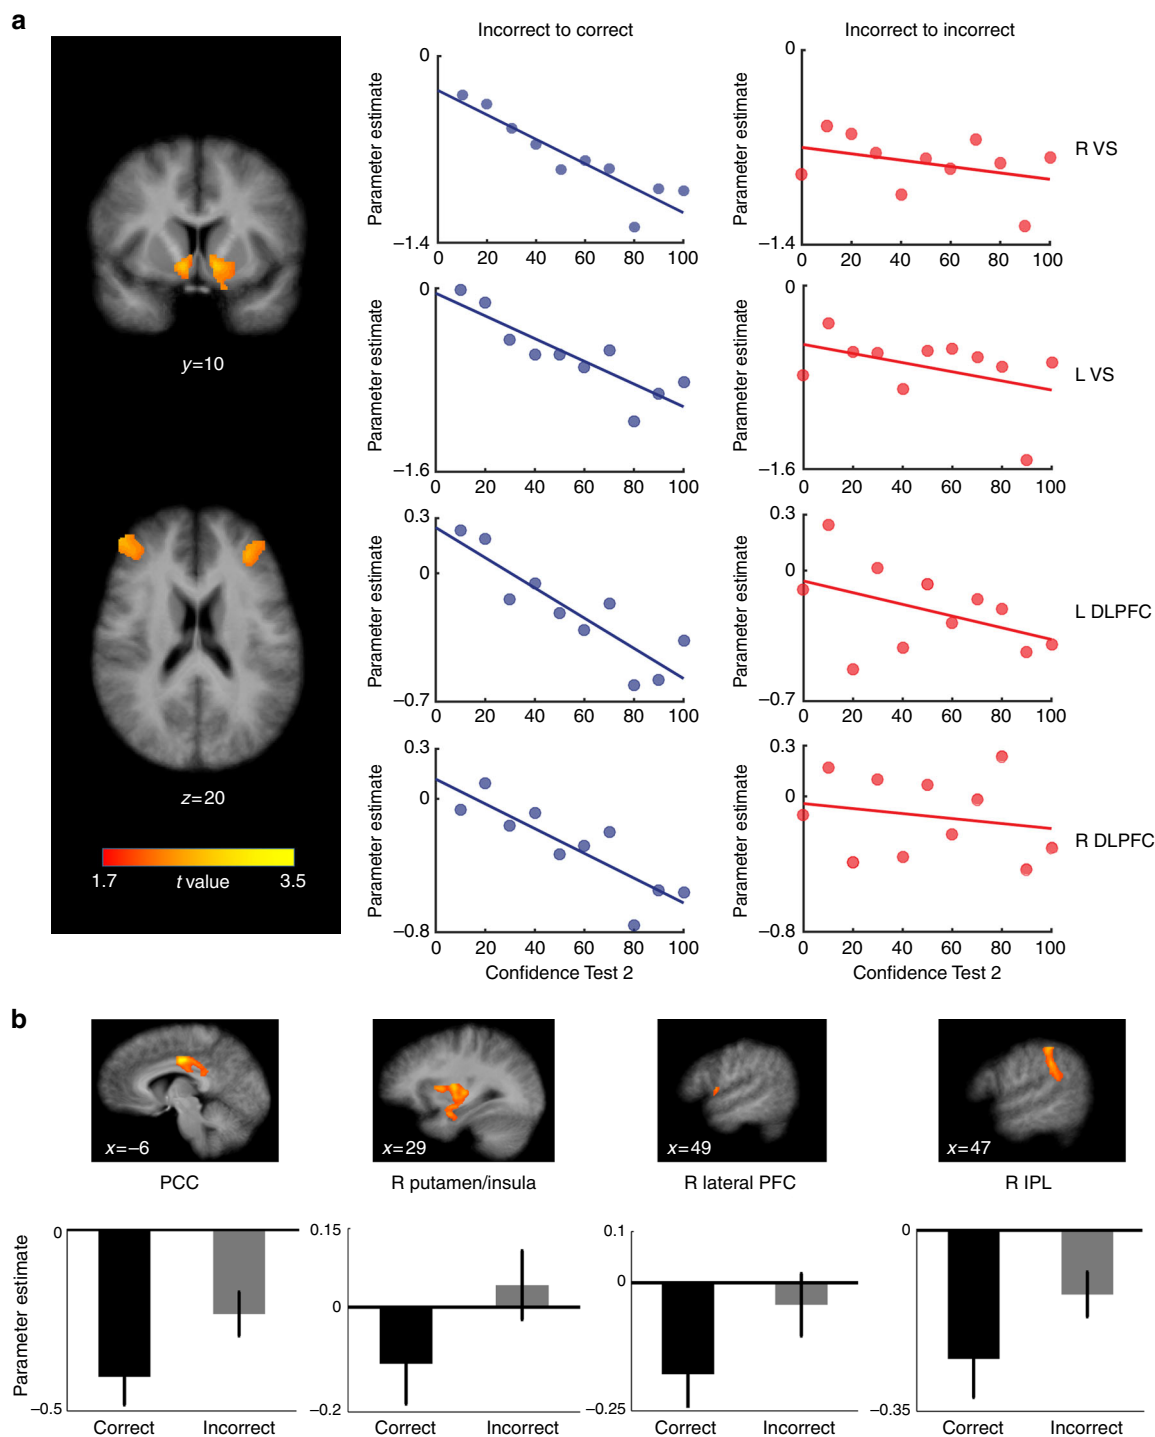 a
Incorrect to correct
Incorrect to incorrect
0
Parameter estimate
−1.4
0 20 40 60 80 100
0
Parameter estimate
−1.4
0 20 40 60 80 100
R VS
y=10
0
Parameter estimate
−1.6
0 20 40 60 80 100
0
Parameter estimate
−1.6
0 20 40 60 80 100
L VS
0.3
0
Parameter estimate
−0.7
0 20 40 60 80 100
0.3
0
Parameter estimate
−0.7
0 20 40 60 80 100
L DLPFC
z=20
1.7 t value 3.5
0.3
0
Parameter estimate
−0.8
0 20 40 60 80 100
Confidence Test 2
0.3
0
Parameter estimate
−0.8
0 20 40 60 80 100
Confidence Test 2
R DLPFC
b
x=−6
x=29
x=49
x=47
PCC
R putamen/insula
R lateral PFC
R IPL
Parameter estimate
0
−0.5
Correct Incorrect
0.15
0
−0.2
Correct Incorrect
0.1
0
−0.25
Correct Incorrect
0
−0.35
Correct Incorrect